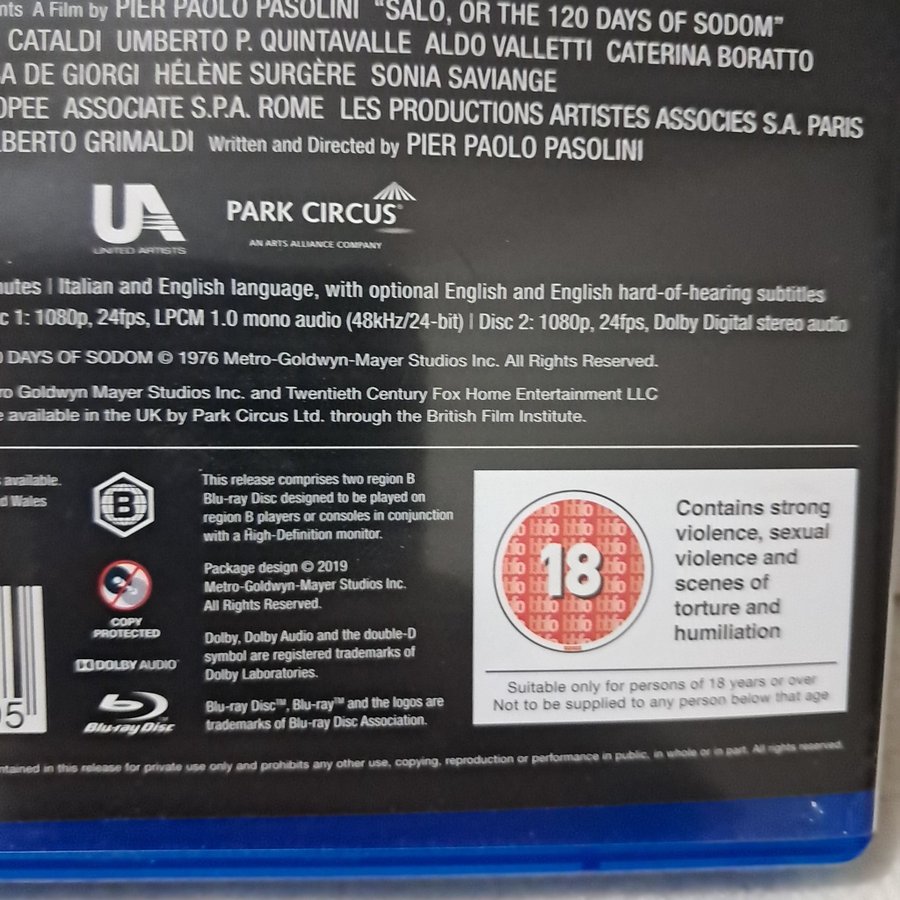 A Film by PIER PAOLO PASOLINI "SALO, OR THE 120 DAYS OF SODOM"
CATALDI UMBERTO P. QUINTAVALLE ALDO VALLETTI CATERINA BORATTO
A DE GIORGI HÉLÈNE SURGÈRE SONIA SAVIANGE
OPEE ASSOCIATE S.P.A. ROME LES PRODUCTIONS ARTISTES ASSOCIES S.A. PARIS
LBERTO GRIMALDI Written and Directed by PIER PAOLO PASOLINI
UA
UNITED ARTISTS
PARK CIRCUS
AN ARTS ALLIANCE COMPANY
nutes | Italian and English language, with optional English and English hard-of-hearing subtitles
c 1: 1080p, 24fps, LPCM 1.0 mono audio (48kHz/24-bit) | Disc 2: 1080p, 24fps, Dolby Digital stereo audio
0 DAYS OF SODOM © 1976 Metro-Goldwyn-Mayer Studios Inc. All Rights Reserved.
ro Goldwyn Mayer Studios Inc. and Twentieth Century Fox Home Entertainment LLC
e available in the UK by Park Circus Ltd. through the British Film Institute.
available.
d Wales
B
This release comprises two region B
Blu-ray Disc designed to be played on
region B players or consoles in conjunction
with a High-Definition monitor.
COPY
PROTECTED
Package design © 2019
Metro-Goldwyn-Mayer Studios Inc.
All Rights Reserved.
DOLBY AUDIO™
Dolby, Dolby Audio and the double-D
symbol are registered trademarks of
Dolby Laboratories.
Blu-ray Disc™
Blu-ray Disc™, Blu-ray™ and the logos are
trademarks of Blu-ray Disc Association.
05
bbfc
18
Contains strong
violence, sexual
violence and
scenes of
torture and
humiliation
Suitable only for persons of 18 years or over
Not to be supplied to any person below that age
ntained in this release for private use only and prohibits any other use, copying, reproduction or performance in public, in whole or in part. All rights reserved.